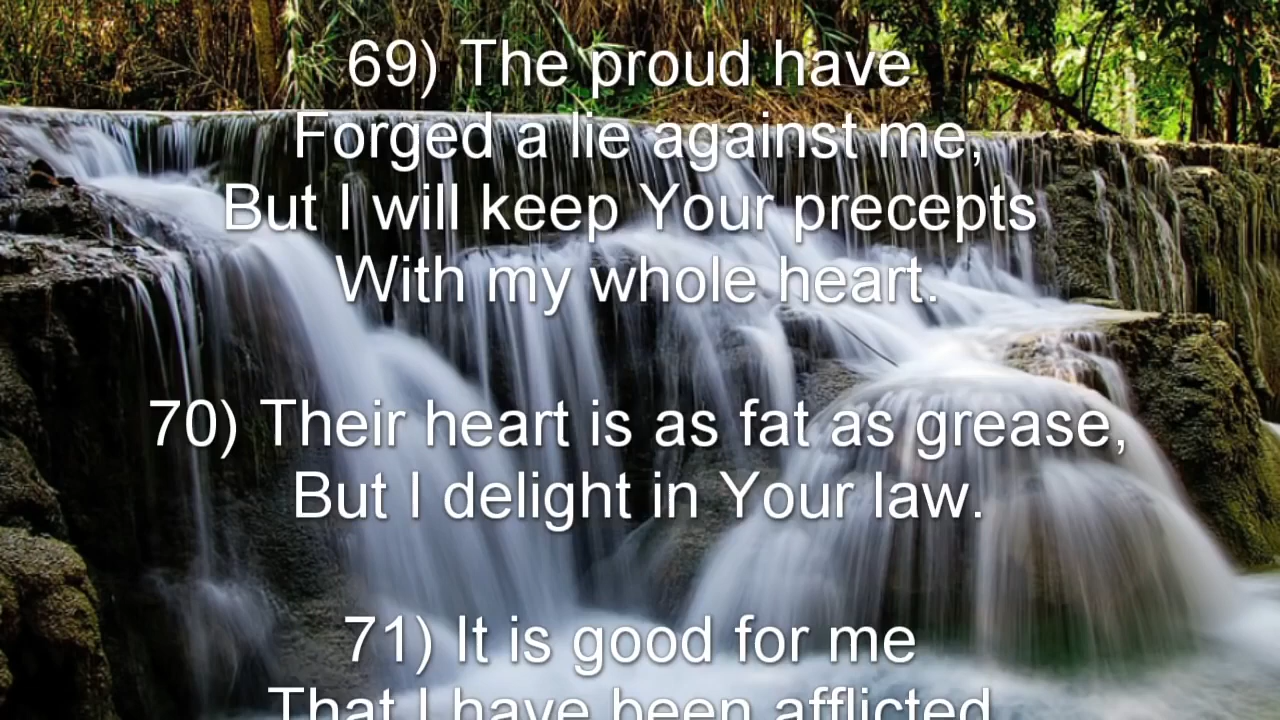 69) The proud have
Forged a lie against me,
But I will keep Your precepts
With my whole heart.
70) Their heart is as fat as grease,
But I delight in Your law.
71) It is good for me
That I have been afflicted